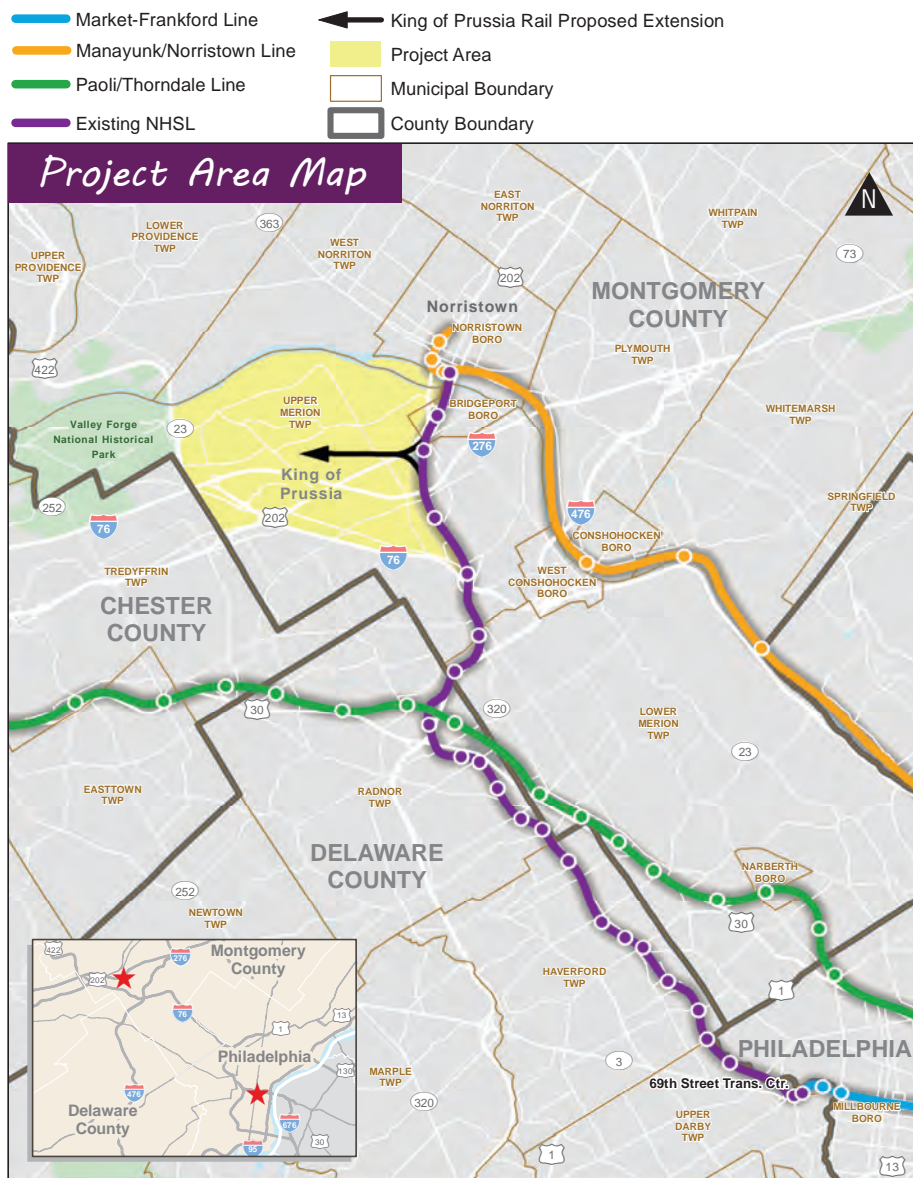 Market-Frankford Line
Manayunk/Norristown Line
Paoli/Thorndale Line
Existing NHSL
King of Prussia Rail Proposed Extension
Project Area
Municipal Boundary
County Boundary
Project Area Map
N
EAST
NORRITON
TWP
WHITPAIN
TWP
LOWER
PROVIDENCE
TWP
363
UPPER
PROVIDENCE
TWP
WEST
NORRITON
TWP
73
202
MONTGOMERY
COUNTY
Norristown
NORRISTOWN
BORO
PLYMOUTH
TWP
422
UPPER
MERION
TWP
BRIDGEPORT
BORO
WHITEMARSH
TWP
Valley Forge
National Historical
Park
23
276
King of
Prussia
SPRINGFIELD
TWP
252
76
202
476
CONSHOHOCKEN
BORO
76
WEST
CONSHOHOCKEN
BORO
TREDYFFRIN
TWP
CHESTER
COUNTY
30
320
LOWER
MERION
TWP
23
EASTTOWN
TWP
RADNOR
TWP
DELAWARE
COUNTY
NARBERTH
BORO
252
NEWTOWN
TWP
30
HAVERFORD
TWP
1
PHILADELPHIA
3
MARPLE
TWP
69th Street Trans. Ctr.
320
UPPER
DARBY
TWP
MILLBOURNE
BORO
1
13
422
276
Montgomery
County
202
76
1
13
Philadelphia
130
476
Delaware
County
676
95
30